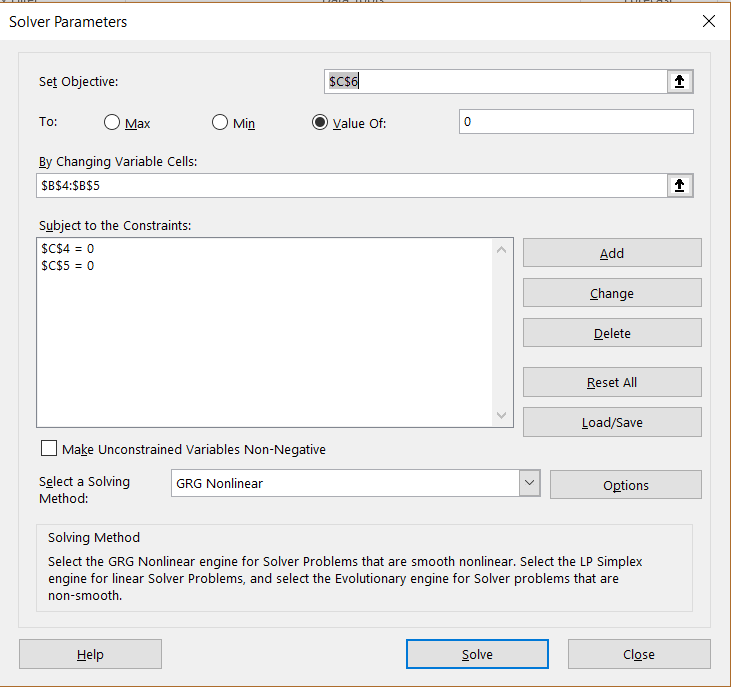 Data Tools
Forecast
Solver Parameters
Set Objective:
$C$6
To:
Max
Min
Value Of:
0
By Changing Variable Cells:
$B$4:$B$5
Subject to the Constraints:
$C$4 = 0
$C$5 = 0
Add
Change
Delete
Reset All
Load/Save
Make Unconstrained Variables Non-Negative
Select a Solving
Method:
GRG Nonlinear
Options
Solving Method
Select the GRG Nonlinear engine for Solver Problems that are smooth nonlinear. Select the LP Simplex
engine for linear Solver Problems, and select the Evolutionary engine for Solver problems that are
non-smooth.
Help
Solve
Close